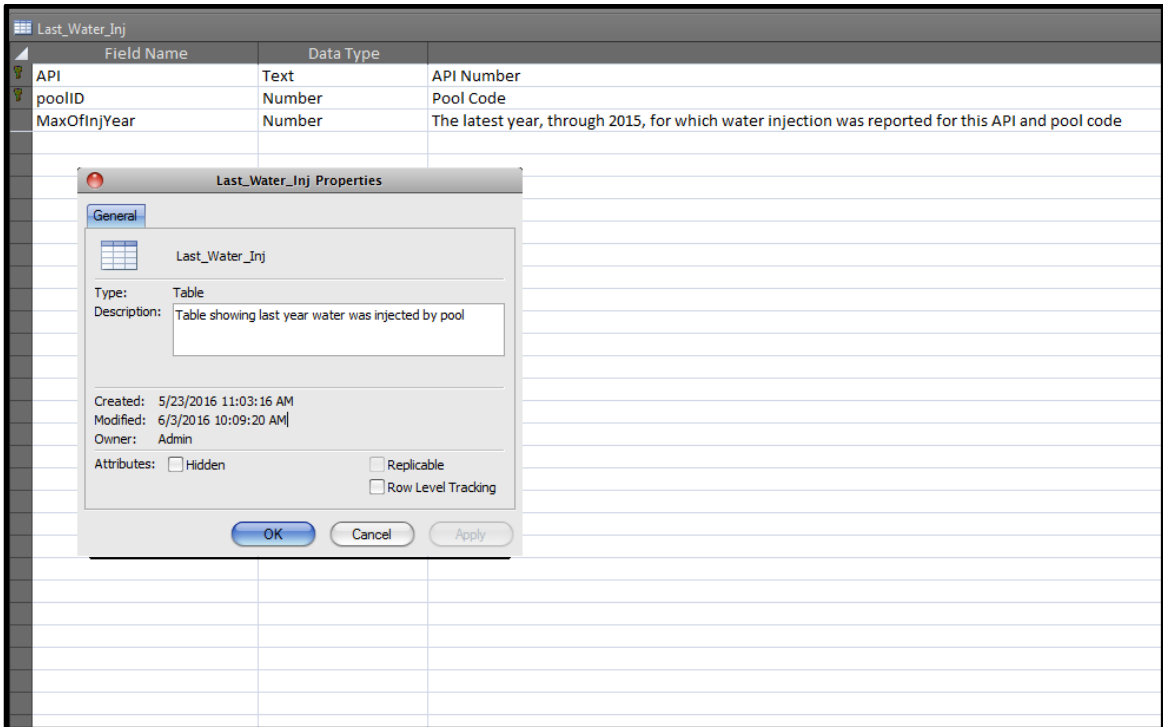 Last_Water_Inj
Field Name Data Type
API Text API Number
poolID Number Pool Code
MaxOfInjYear Number The latest year, through 2015, for which water injection was reported for this API and pool code
Last_Water_Inj Properties
General
Last_Water_Inj
Type: Table
Description: Table showing last year water was injected by pool
Created: 5/23/2016 11:03:16 AM
Modified: 6/3/2016 10:09:20 AM
Owner: Admin
Attributes: Hidden Replicable
Row Level Tracking
OK Cancel Apply